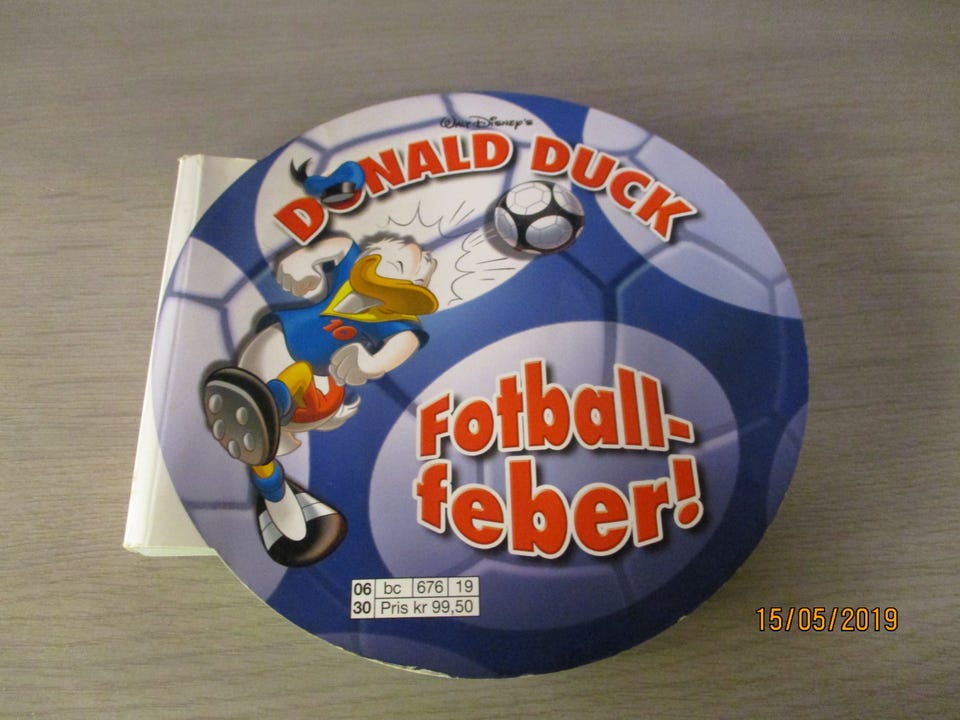 WALT DISNEY'S
DONALD DUCK
10
Fotball-
feber!
06 bc 676 19
30 Pris kr 99,50
15/05/2019